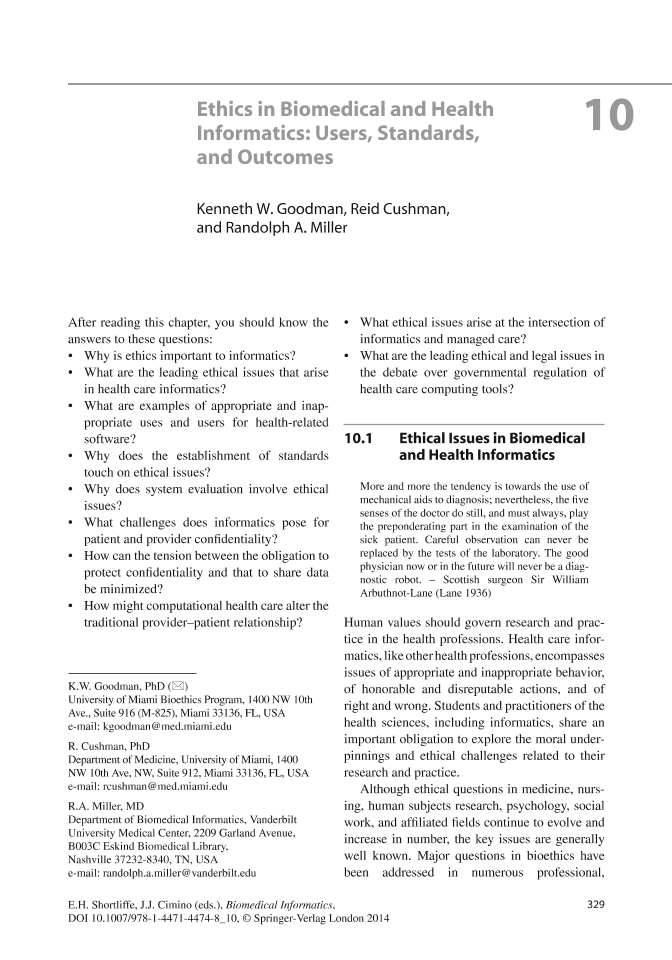 Ethics in Biomedical and Health
Informatics: Users, Standards,
and Outcomes
10
Kenneth W. Goodman, Reid Cushman,
and Randolph A. Miller
After reading this chapter, you should know the
answers to these questions:
• Why is ethics important to informatics?
• What are the leading ethical issues that arise
in health care informatics?
• What are examples of appropriate and inap-
propriate uses and users for health-related
software?
• Why does the establishment of standards
touch on ethical issues?
• Why does system evaluation involve ethical
issues?
• What challenges does informatics pose for
patient and provider confidentiality?
• How can the tension between the obligation to
protect confidentiality and that to share data
be minimized?
• How might computational health care alter the
traditional provider–patient relationship?
K.W. Goodman, PhD (✉)
University of Miami Bioethics Program, 1400 NW 10th
Ave., Suite 916 (M-825), Miami 33136, FL, USA
e-mail: kgoodman@med.miami.edu
R. Cushman, PhD
Department of Medicine, University of Miami, 1400
NW 10th Ave, NW, Suite 912, Miami 33136, FL, USA
e-mail: rcushman@med.miami.edu
R.A. Miller, MD
Department of Biomedical Informatics, Vanderbilt
University Medical Center, 2209 Garland Avenue,
B003C Eskind Biomedical Library,
Nashville 37232-8340, TN, USA
e-mail: randolph.a.miller@vanderbilt.edu
• What ethical issues arise at the intersection of
informatics and managed care?
• What are the leading ethical and legal issues in
the debate over governmental regulation of
health care computing tools?
10.1 Ethical Issues in Biomedical
and Health Informatics
More and more the tendency is towards the use of
mechanical aids to diagnosis; nevertheless, the five
senses of the doctor do still, and must always, play
the preponderating part in the examination of the
sick patient. Careful observation can never be
replaced by the tests of the laboratory. The good
physician now or in the future will never be a diag-
nostic robot. – Scottish surgeon Sir William
Arbuthnot-Lane (Lane 1936)
Human values should govern research and prac-
tice in the health professions. Health care infor-
matics, like other health professions, encompasses
issues of appropriate and inappropriate behavior,
of honorable and disreputable actions, and of
right and wrong. Students and practitioners of the
health sciences, including informatics, share an
important obligation to explore the moral under-
pinnings and ethical challenges related to their
research and practice.
Although ethical questions in medicine, nurs-
ing, human subjects research, psychology, social
work, and affiliated fields continue to evolve and
increase in number, the key issues are generally
well known. Major questions in bioethics have
been addressed in numerous professional,
E.H. Shortliffe, J.J. Cimino (eds.), Biomedical Informatics,
DOI 10.1007/978-1-4471-4474-8_10, © Springer-Verlag London 2014
329